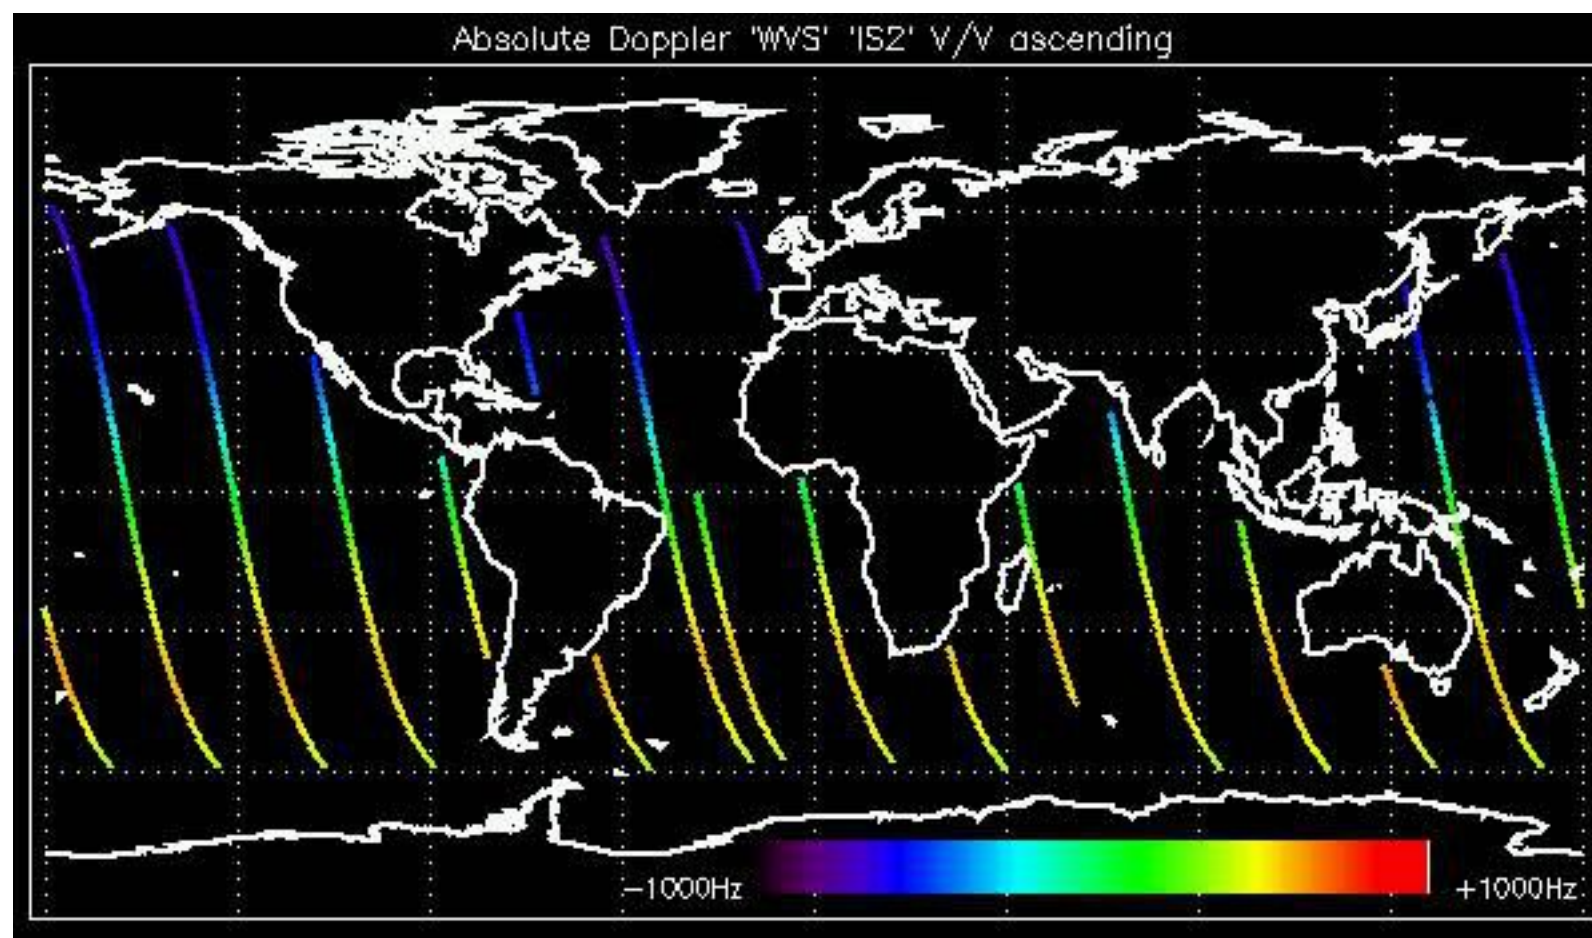 Absolute Doppler 'WVS' 'IS2' V/V ascending
-1000Hz +1000Hz